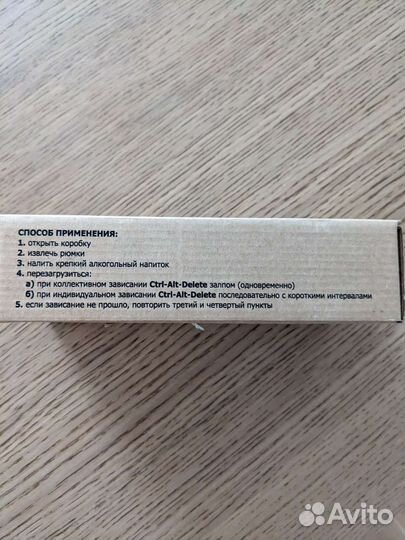 СПОСОБ ПРИМЕНЕНИЯ:
1. открыть коробку
2. извлечь рюмки
3. налить крепкий алкогольный напиток
4. перезагрузиться:
а) при коллективном зависании Ctrl-Alt-Delete залпом (одновременно)
б) при индивидуальном зависании Ctrl-Alt-Delete последовательно с короткими интервалами
5. если зависание не прошло, повторить третий и четвертый пункты
Avito